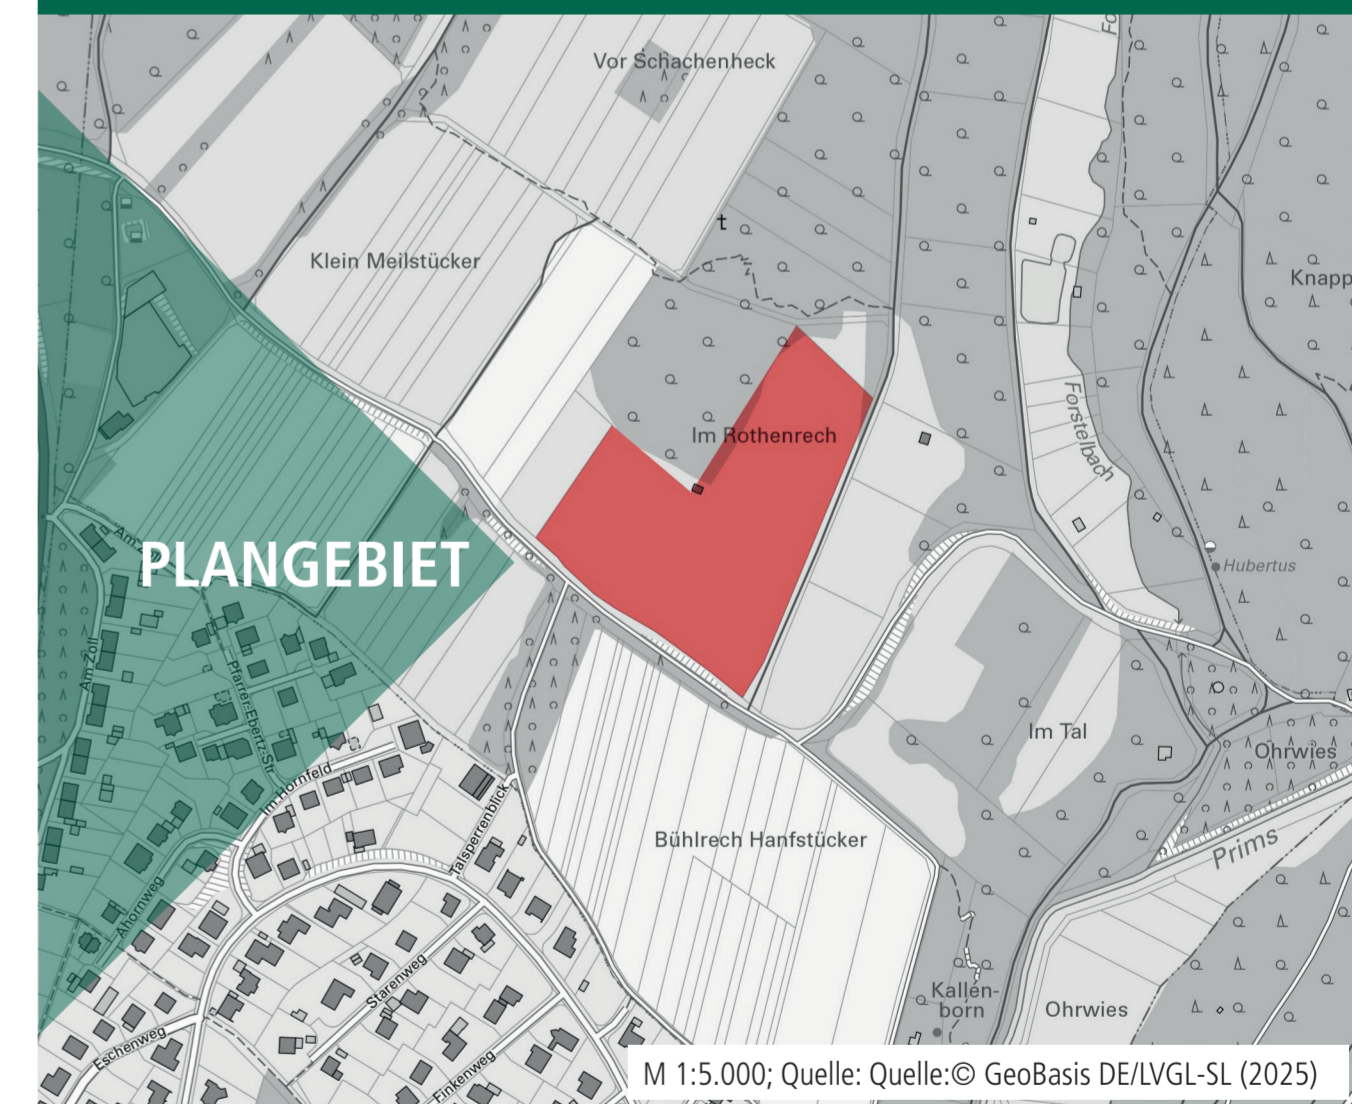 Vor Schachenheck
Fo
Klein Meilstücker
Knapp
Im Rothenrech
Forstelbach
PLANGEBIET
Hubertus
Am Zoll
Pfarrer-Ebertz-Str
Im Hornfeld
Im Tal
Ohrwies
Talsperrenblick
Bühlrech Hanfstücker
Prims
Ahornweg
Starenweg
Kallen-
born
Ohrwies
Eschenweg
Finkenweg
M 1:5.000; Quelle: Quelle:© GeoBasis DE/LVGL-SL (2025)